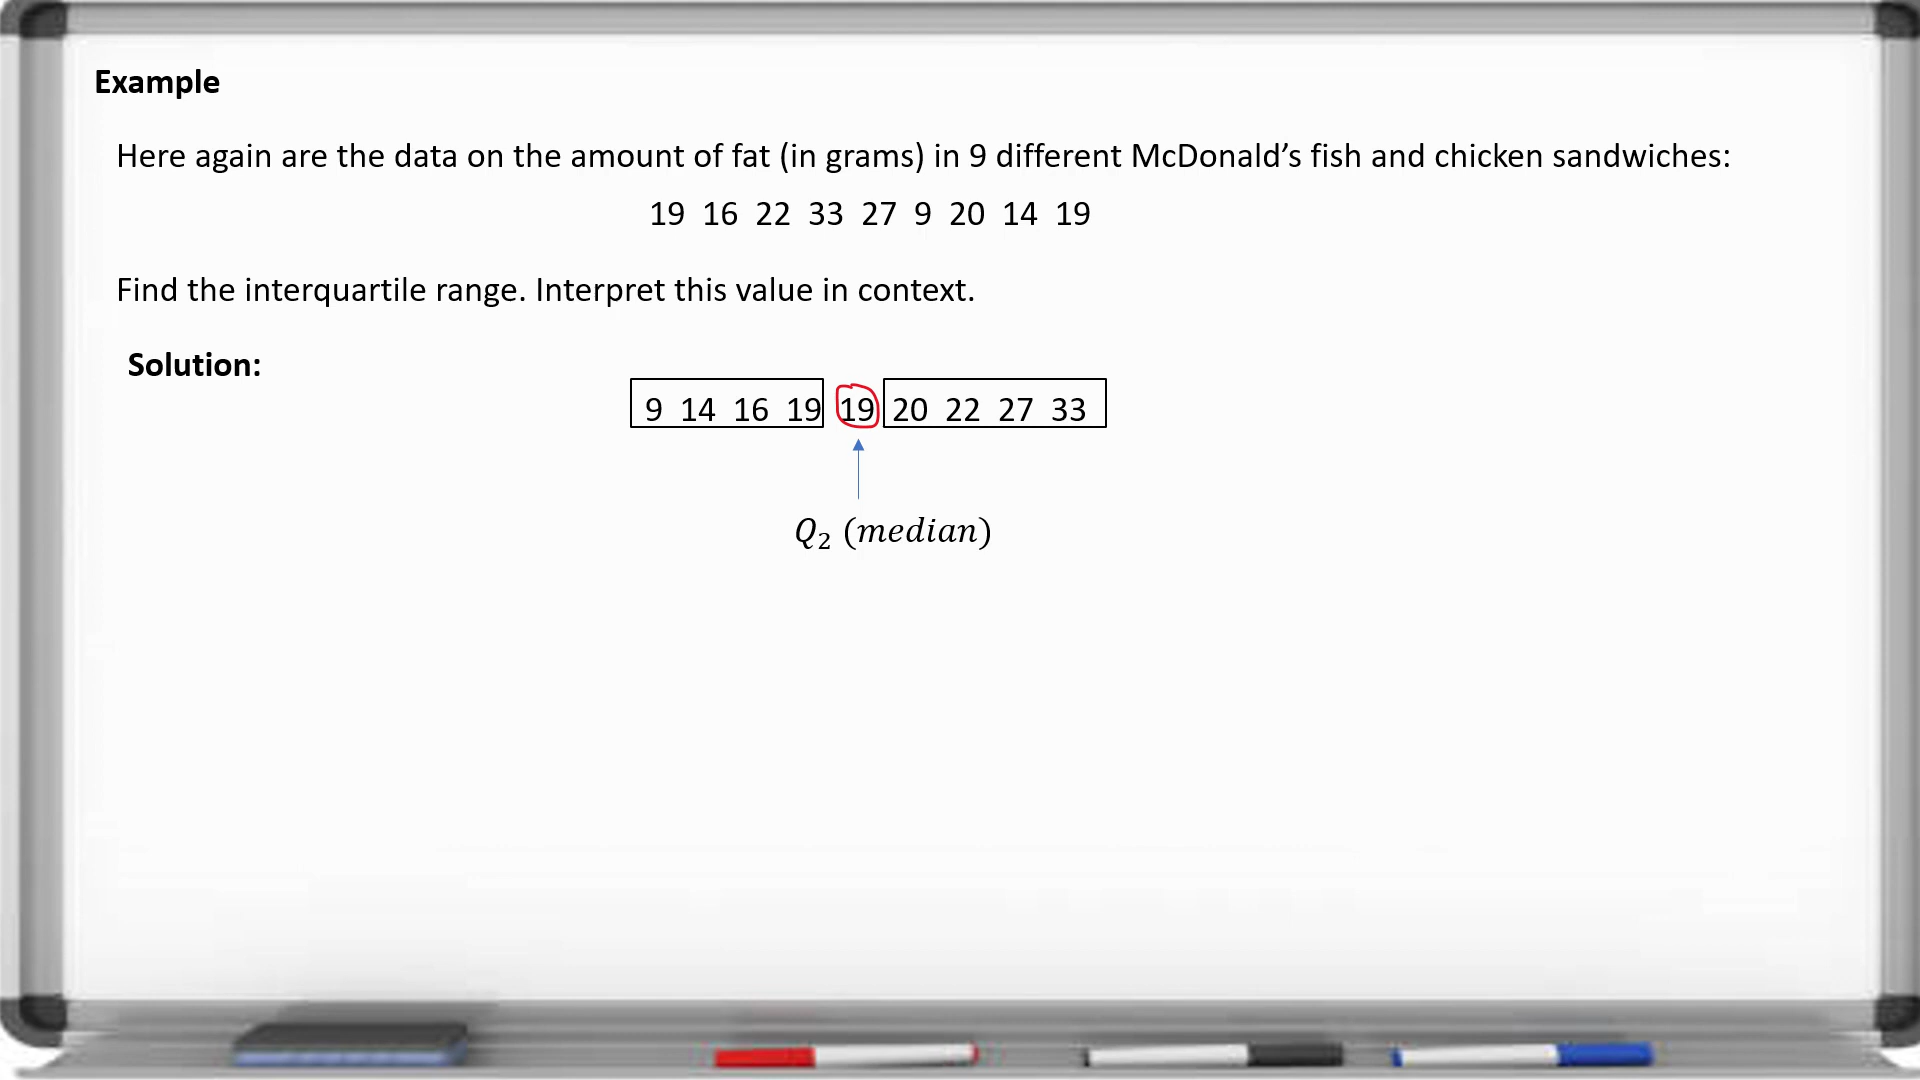 Example
Here again are the data on the amount of fat (in grams) in 9 different McDonald’s fish and chicken sandwiches:
19 16 22 33 27 9 20 14 19
Find the interquartile range. Interpret this value in context.
Solution:
9 14 16 19 19 20 22 27 33
Q₂ (median)